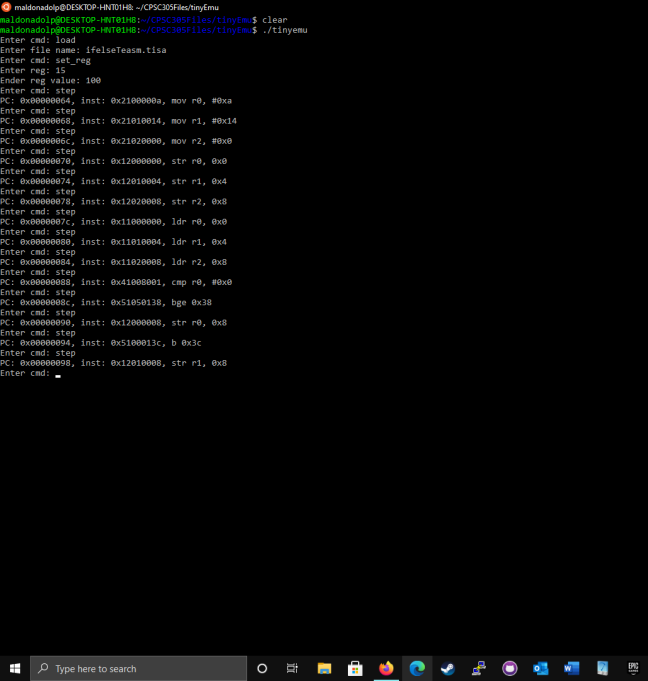 maldonadolp@DESKTOP-HNT01H8: ~/CPSC305Files/tinyEmu
maldonadolp@DESKTOP-HNT01H8:~/CPSC305Files/tinyEmu$ clear
maldonadolp@DESKTOP-HNT01H8:~/CPSC305Files/tinyEmu$ ./tinyemu
Enter cmd: load
Enter file name: ifelseTeasm.tisa
Enter cmd: set_reg
Enter reg: 15
Ender reg value: 100
Enter cmd: step
PC: 0x00000064, inst: 0x2100000a, mov r0, #0xa
Enter cmd: step
PC: 0x00000068, inst: 0x21010014, mov r1, #0x14
Enter cmd: step
PC: 0x0000006c, inst: 0x21020000, mov r2, #0x0
Enter cmd: step
PC: 0x00000070, inst: 0x12000000, str r0, 0x0
Enter cmd: step
PC: 0x00000074, inst: 0x12010004, str r1, 0x4
Enter cmd: step
PC: 0x00000078, inst: 0x12020008, str r2, 0x8
Enter cmd: step
PC: 0x0000007c, inst: 0x11000000, ldr r0, 0x0
Enter cmd: step
PC: 0x00000080, inst: 0x11010004, ldr r1, 0x4
Enter cmd: step
PC: 0x00000084, inst: 0x11020008, ldr r2, 0x8
Enter cmd: step
PC: 0x00000088, inst: 0x41008001, cmp r0, #0x0
Enter cmd: step
PC: 0x0000008c, inst: 0x51050138, bge 0x38
Enter cmd: step
PC: 0x00000090, inst: 0x12000008, str r0, 0x8
Enter cmd: step
PC: 0x00000094, inst: 0x5100013c, b 0x3c
Enter cmd: step
PC: 0x00000098, inst: 0x12010008, str r1, 0x8
Enter cmd:
Type here to search
EPIC